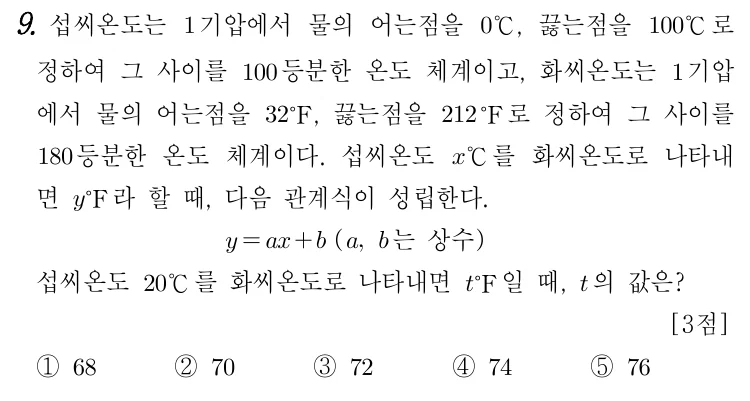 9. 섭씨온도는 1기압에서 물의 어는점을 0℃, 끓는점을 100℃로
정하여 그 사이를 100등분한 온도 체계이고, 화씨온도는 1기압
에서 물의 어는점을 32°F, 끓는점을 212°F로 정하여 그 사이를
180등분한 온도 체계이다. 섭씨온도 x℃를 화씨온도로 나타내
면 y°F라 할 때, 다음 관계식이 성립한다.
y=ax+b (a, b는 상수)
섭씨온도 20℃를 화씨온도로 나타내면 t°F일 때, t의 값은?
[3점]
① 68 ② 70 ③ 72 ④ 74 ⑤ 76